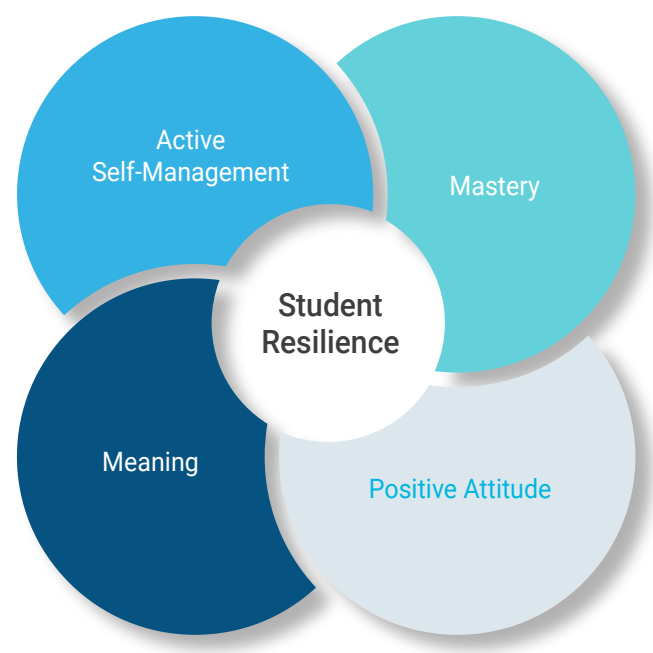 Active
Self-Management
Mastery
Student
Resilience
Meaning
Positive Attitude